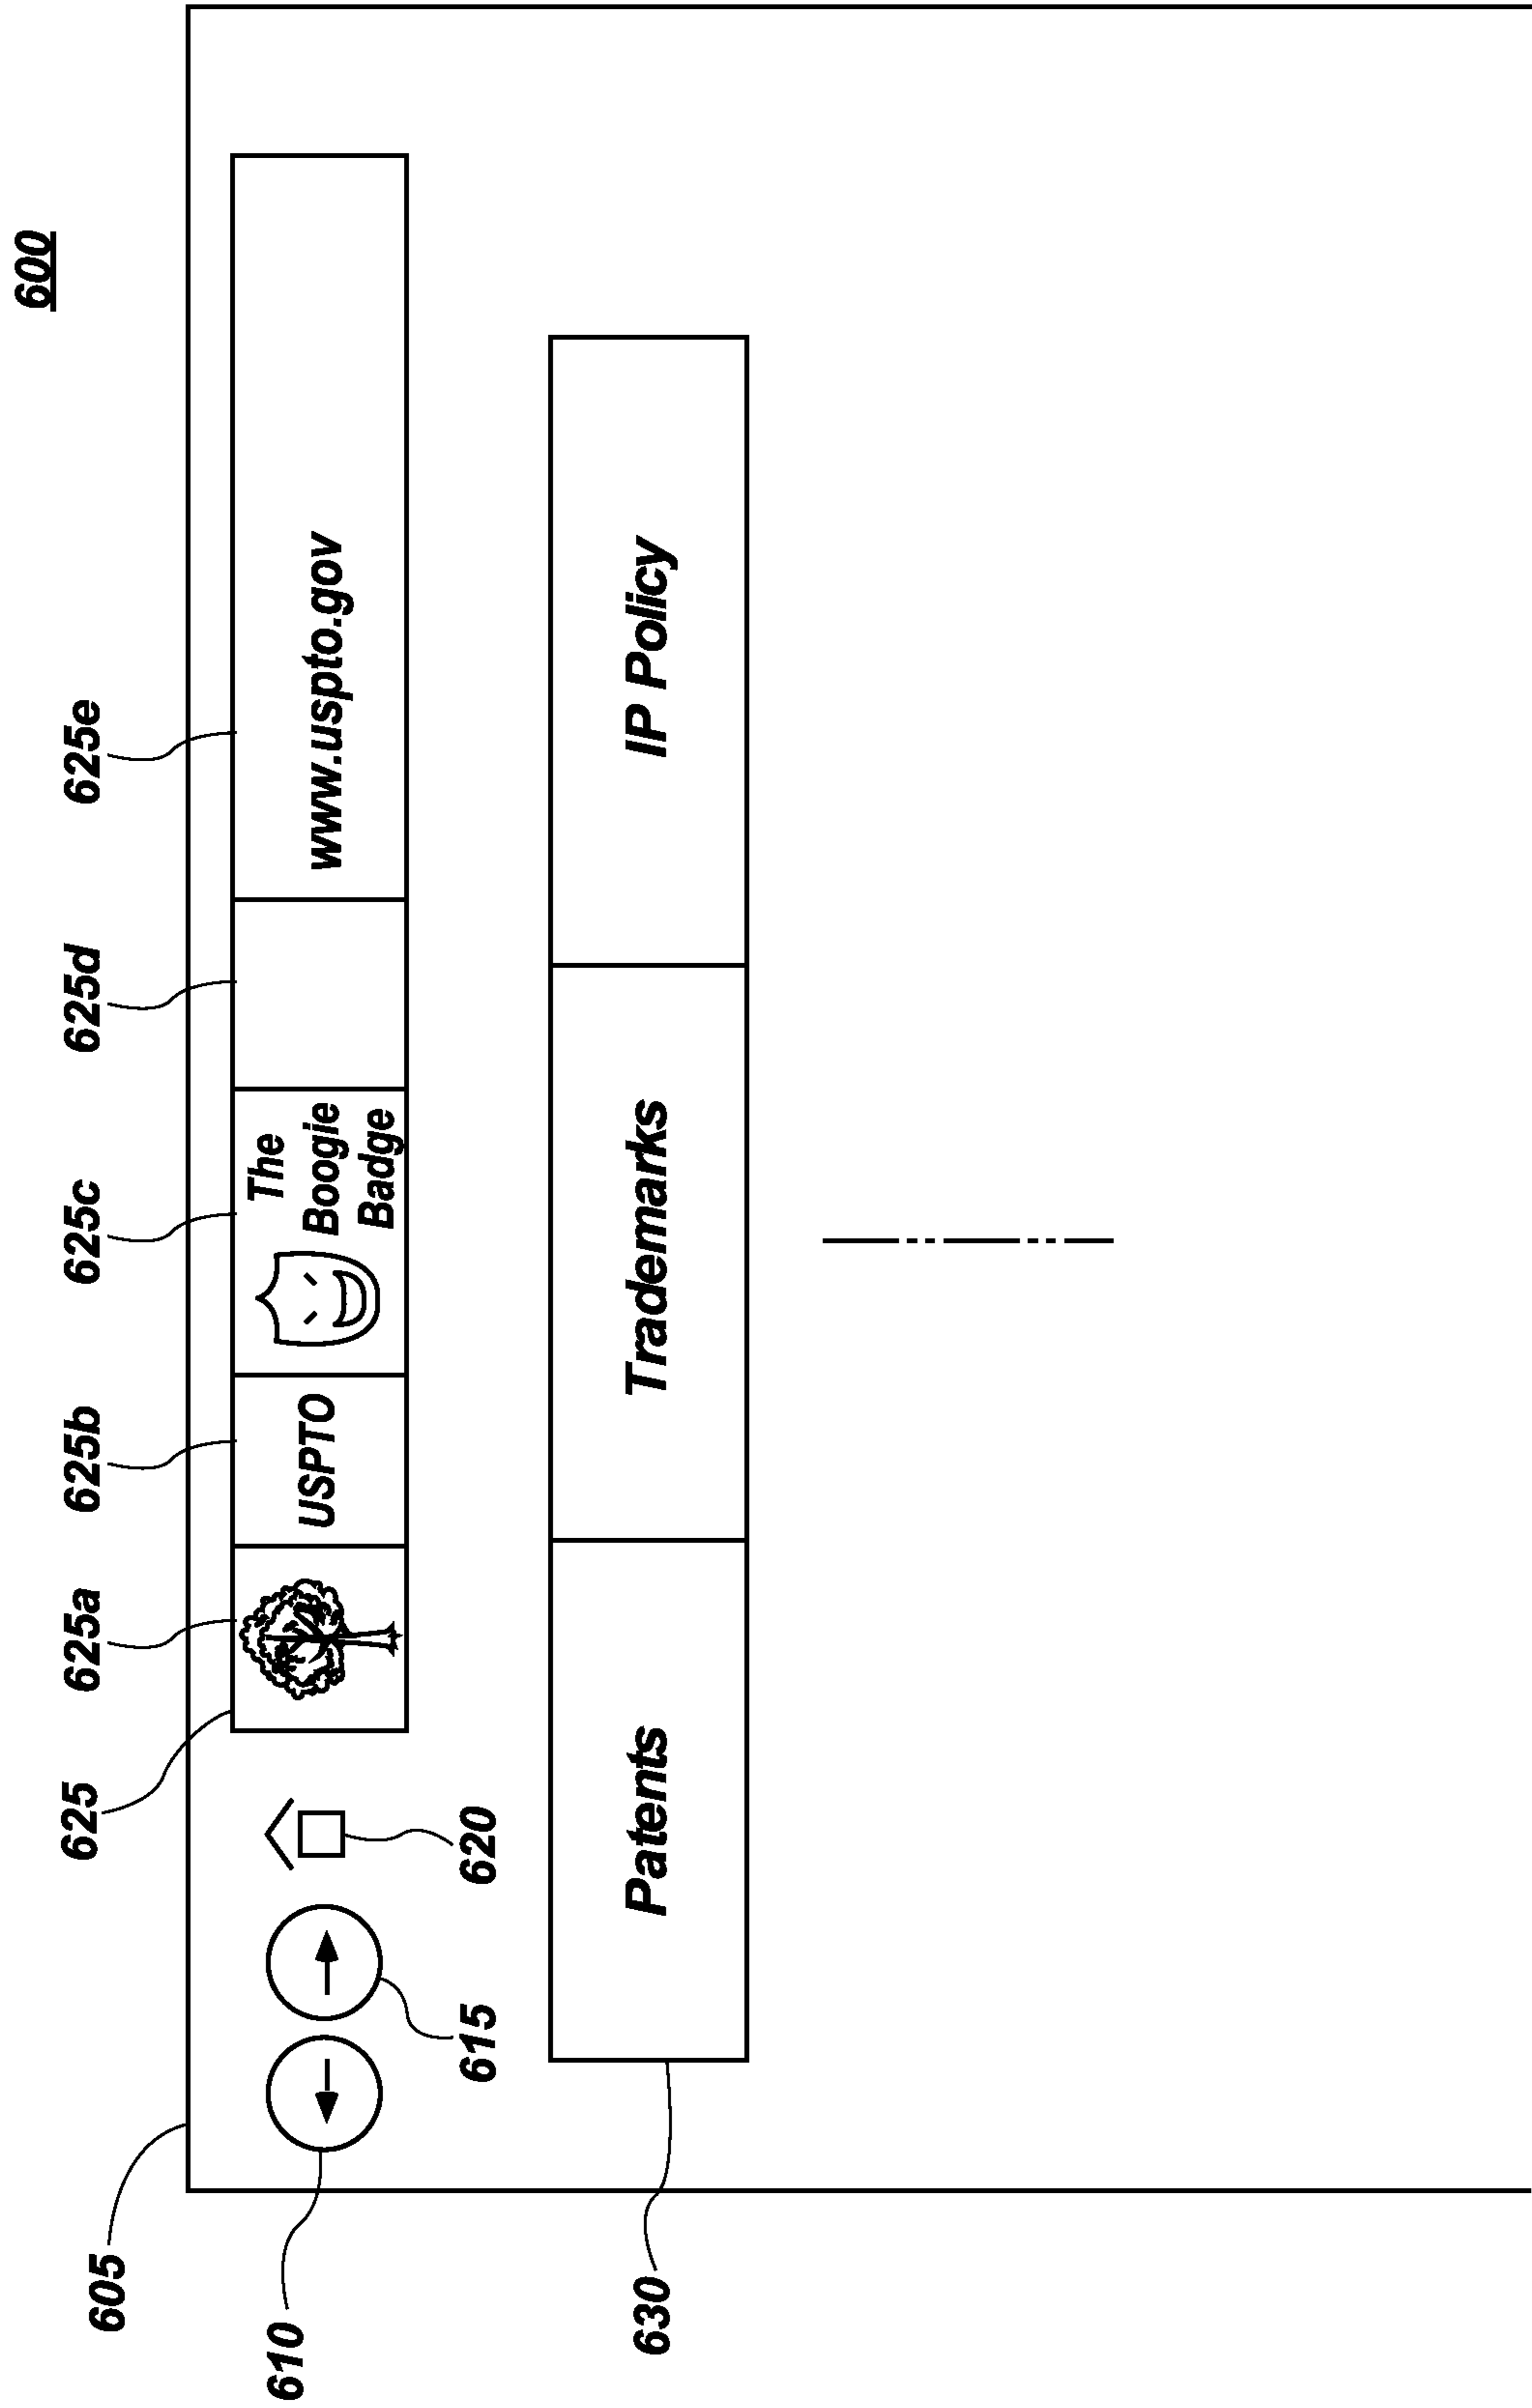 600
625 625a 625b 625c 625d 625e
605
610
USPTO
The
Boogie
Badge
www.uspto.gov
615 620
630
Patents Trademarks IP Policy